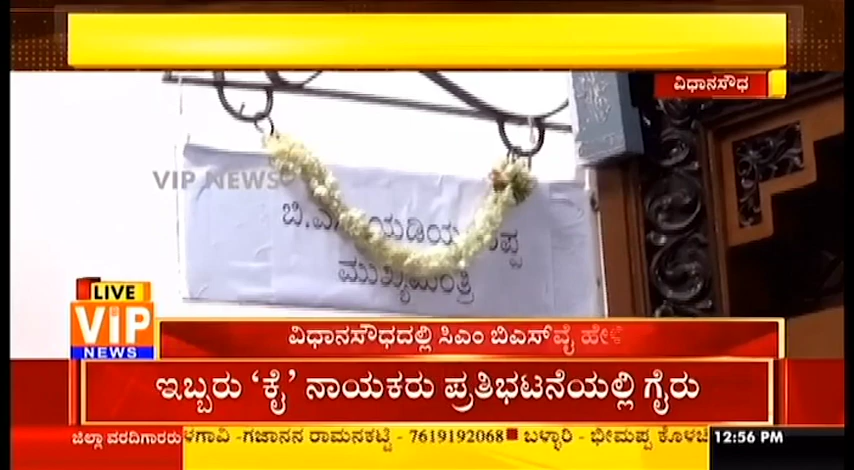 ವಿಧಾನಸೌಧ
VIP NEWS
ಮುಖ್ಯಮಂತ್ರಿ
LIVE
ViP
NEWS
ವಿಧಾನಸೌಧದಲ್ಲಿ ಸಿಎಂ ಬಿಎಸ್‌ವೈ
ಇಬ್ಬರು ‘ಕೈ’ ನಾಯಕರು ಪ್ರತಿಭಟನೆಯಲ್ಲಿ ಗೈರು
ಜಿಲ್ಲಾ ವರದಿಗಾರರು
ಳಗಾವಿ -ಗಜಾನನ ರಾಮನಕಟ್ಟಿ - 7619192068 ಬಳ್ಳಾರಿ - ಭೀಮಪ್ಪ
12:56 PM